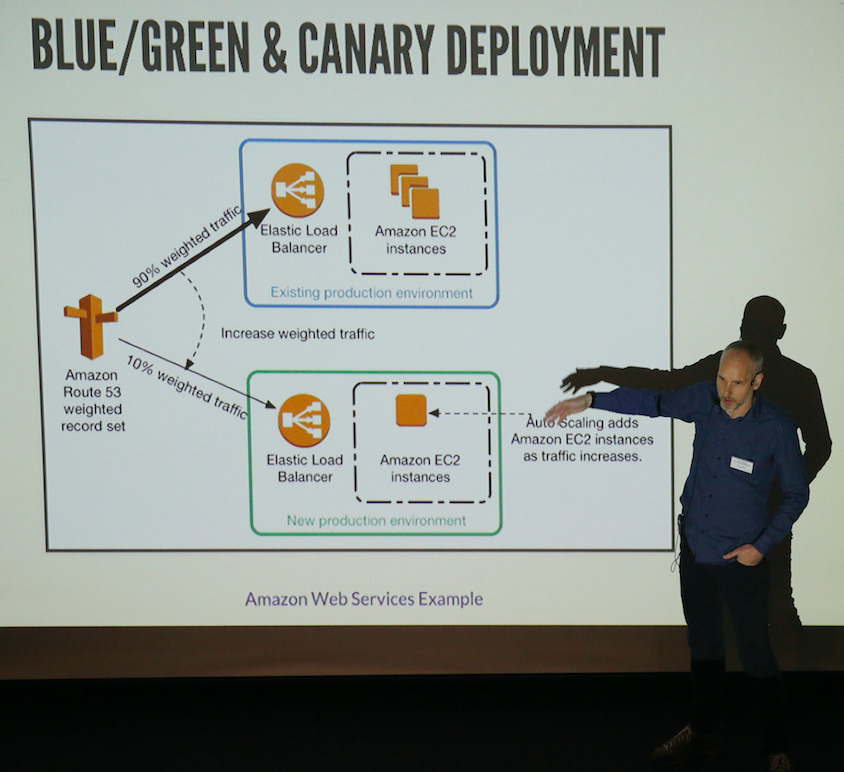 BLUE/GREEN & CANARY DEPLOYMENT
90% weighted traffic
Elastic Load
Balancer
Amazon EC2
instances
Existing production environment
Increase weighted traffic
Amazon
Route 53
weighted
record set
10% weighted traffic
Elastic Load
Balancer
Amazon EC2
instances
Auto Scaling adds
Amazon EC2 instances
as traffic increases.
New production environment
Amazon Web Services Example